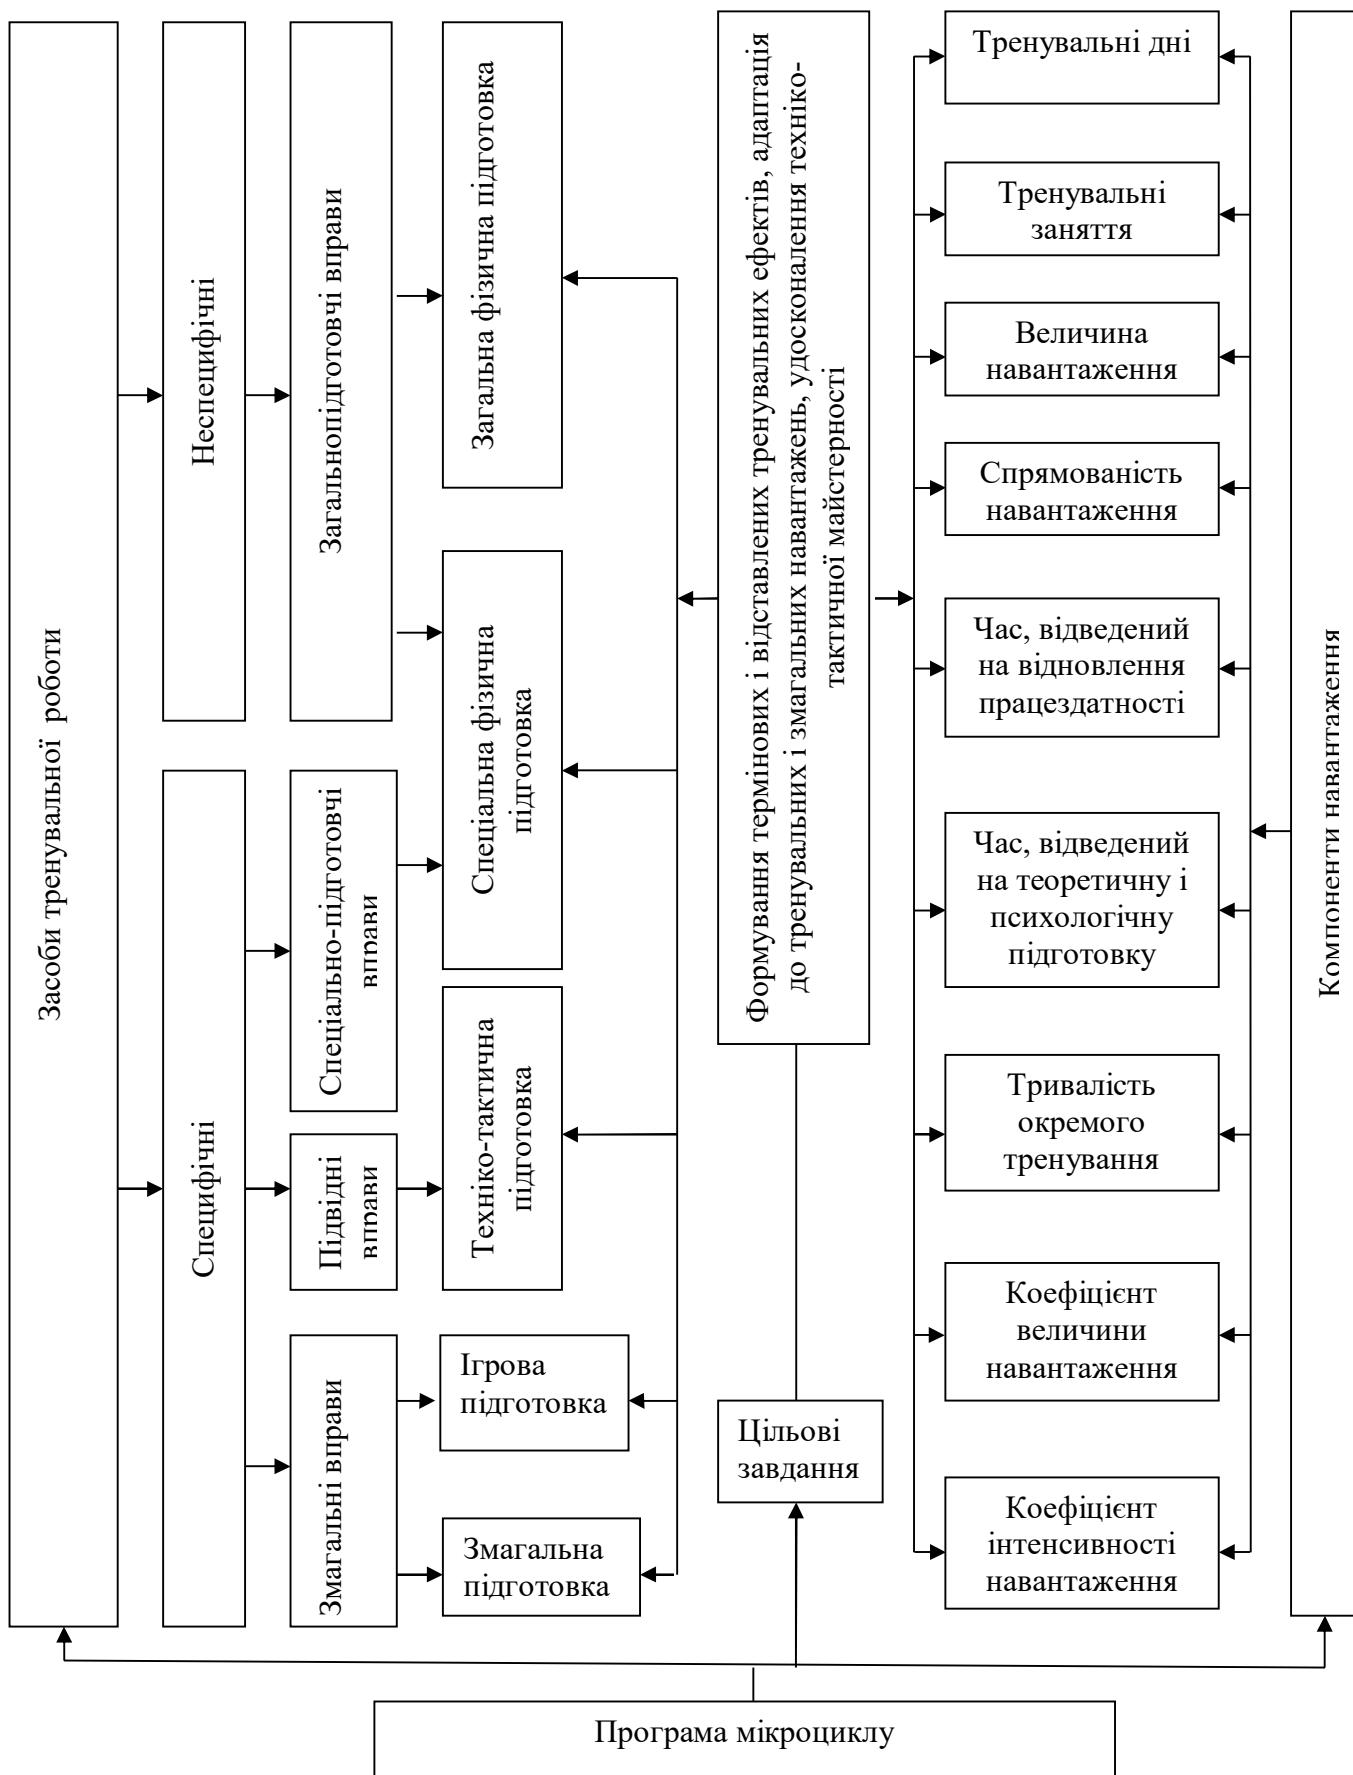 Засоби тренувальної роботи
Неспецифічні
Специфічні
Загальнопідготовчі вправи
Спеціально-підготовчі
вправи
Підвідні
вправи
Змагальні вправи
Загальна фізична підготовка
Спеціальна фізична
підготовка
Техніко-тактична
підготовка
Ігрова
підготовка
Змагальна
підготовка
Формування термінових і відставлених тренувальних ефектів, адаптація
до тренувальних і змагальних навантажень, удосконалення техніко-
тактичної майстерності
Цільові
завдання
Тренувальні дні
Тренувальні
заняття
Величина
навантаження
Спрямованість
навантаження
Час, відведений
на відновлення
працездатності
Час, відведений
на теоретичну і
психологічну
підготовку
Тривалість
окремого
тренування
Коефіцієнт
величини
навантаження
Коефіцієнт
інтенсивності
навантаження
Компоненти навантаження
Програма мікроциклу